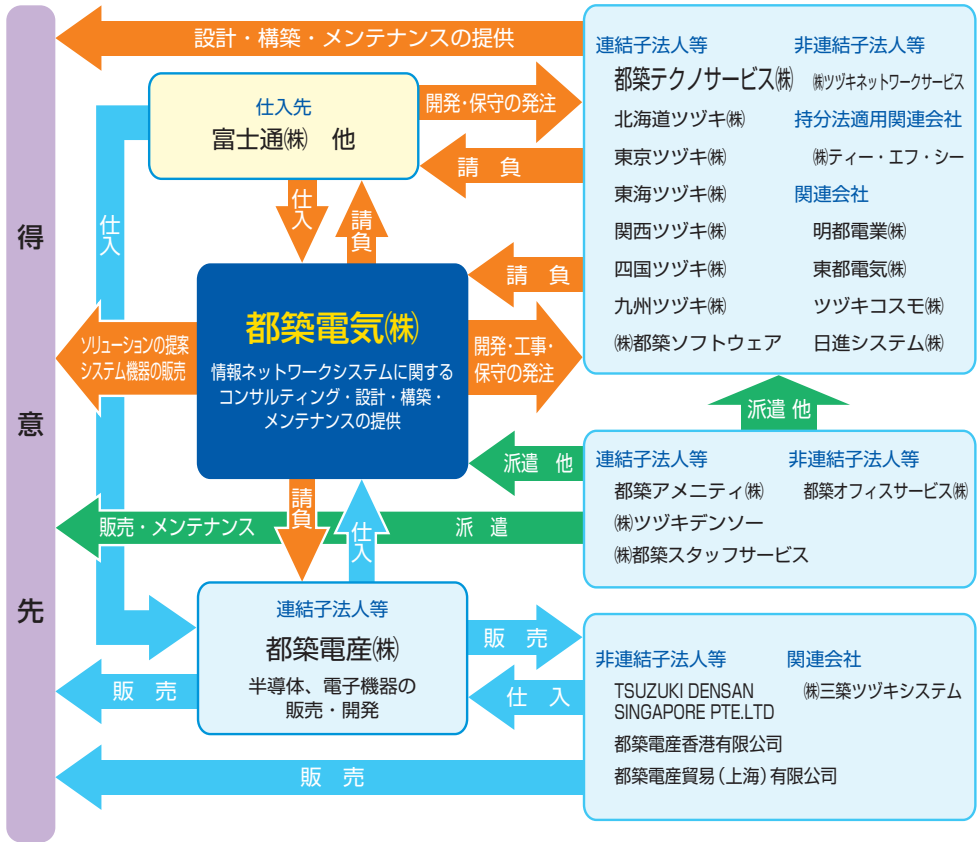 得意先
設計・構築・メンテナンスの提供
仕入先
富士通㈱　他
開発・保守の発注
請　負
仕入
仕入
請負
請　負
都築電気㈱
情報ネットワークシステムに関する
コンサルティング・設計・構築・
メンテナンスの提供
ソリューションの提案
システム機器の販売
開発・工事・
保守の発注
連結子法人等
都築テクノサービス㈱
北海道ツヅキ㈱
東京ツヅキ㈱
東海ツヅキ㈱
関西ツヅキ㈱
四国ツヅキ㈱
九州ツヅキ㈱
㈱都築ソフトウェア
非連結子法人等
㈱ツヅキネットワークサービス
持分法適用関連会社
㈱ティー・エフ・シー
関連会社
明都電業㈱
東都電気㈱
ツヅキコスモ㈱
日進システム㈱
派遣 他
派遣　他
販売・メンテナンス
派　遣
連結子法人等
都築アメニティ㈱
㈱ツヅキデンソー
㈱都築スタッフサービス
非連結子法人等
都築オフィスサービス㈱
請負
仕入
連結子法人等
都築電産㈱
半導体、電子機器の
販売・開発
販　売
販　売
仕　入
販　売
非連結子法人等
TSUZUKI DENSAN
SINGAPORE PTE.LTD
都築電産香港有限公司
都築電産貿易（上海）有限公司
関連会社
㈱三築ツヅキシステム